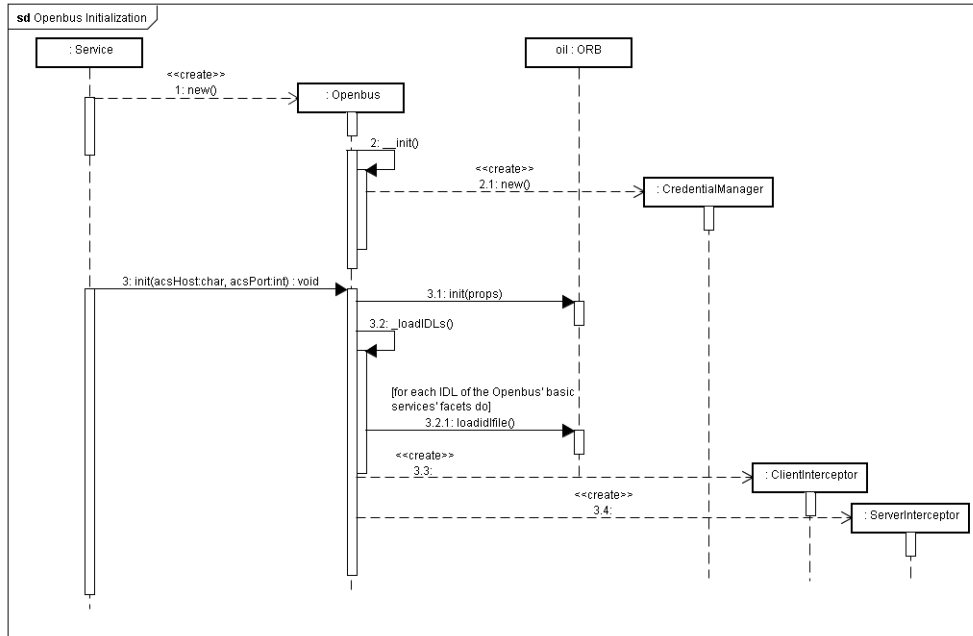 sd Openbus Initialization
: Service
oil : ORB
<<create>>
1: new()
: Openbus
2: __init()
<<create>>
2.1: new()
: CredentialManager
3: init(acsHost:char, acsPort:int) : void
3.1: init(props)
3.2: _loadIDLs()
[for each IDL of the Openbus' basic
services' facets do]
3.2.1: loadidlfile()
<<create>>
3.3:
: ClientInterceptor
<<create>>
3.4:
: ServerInterceptor